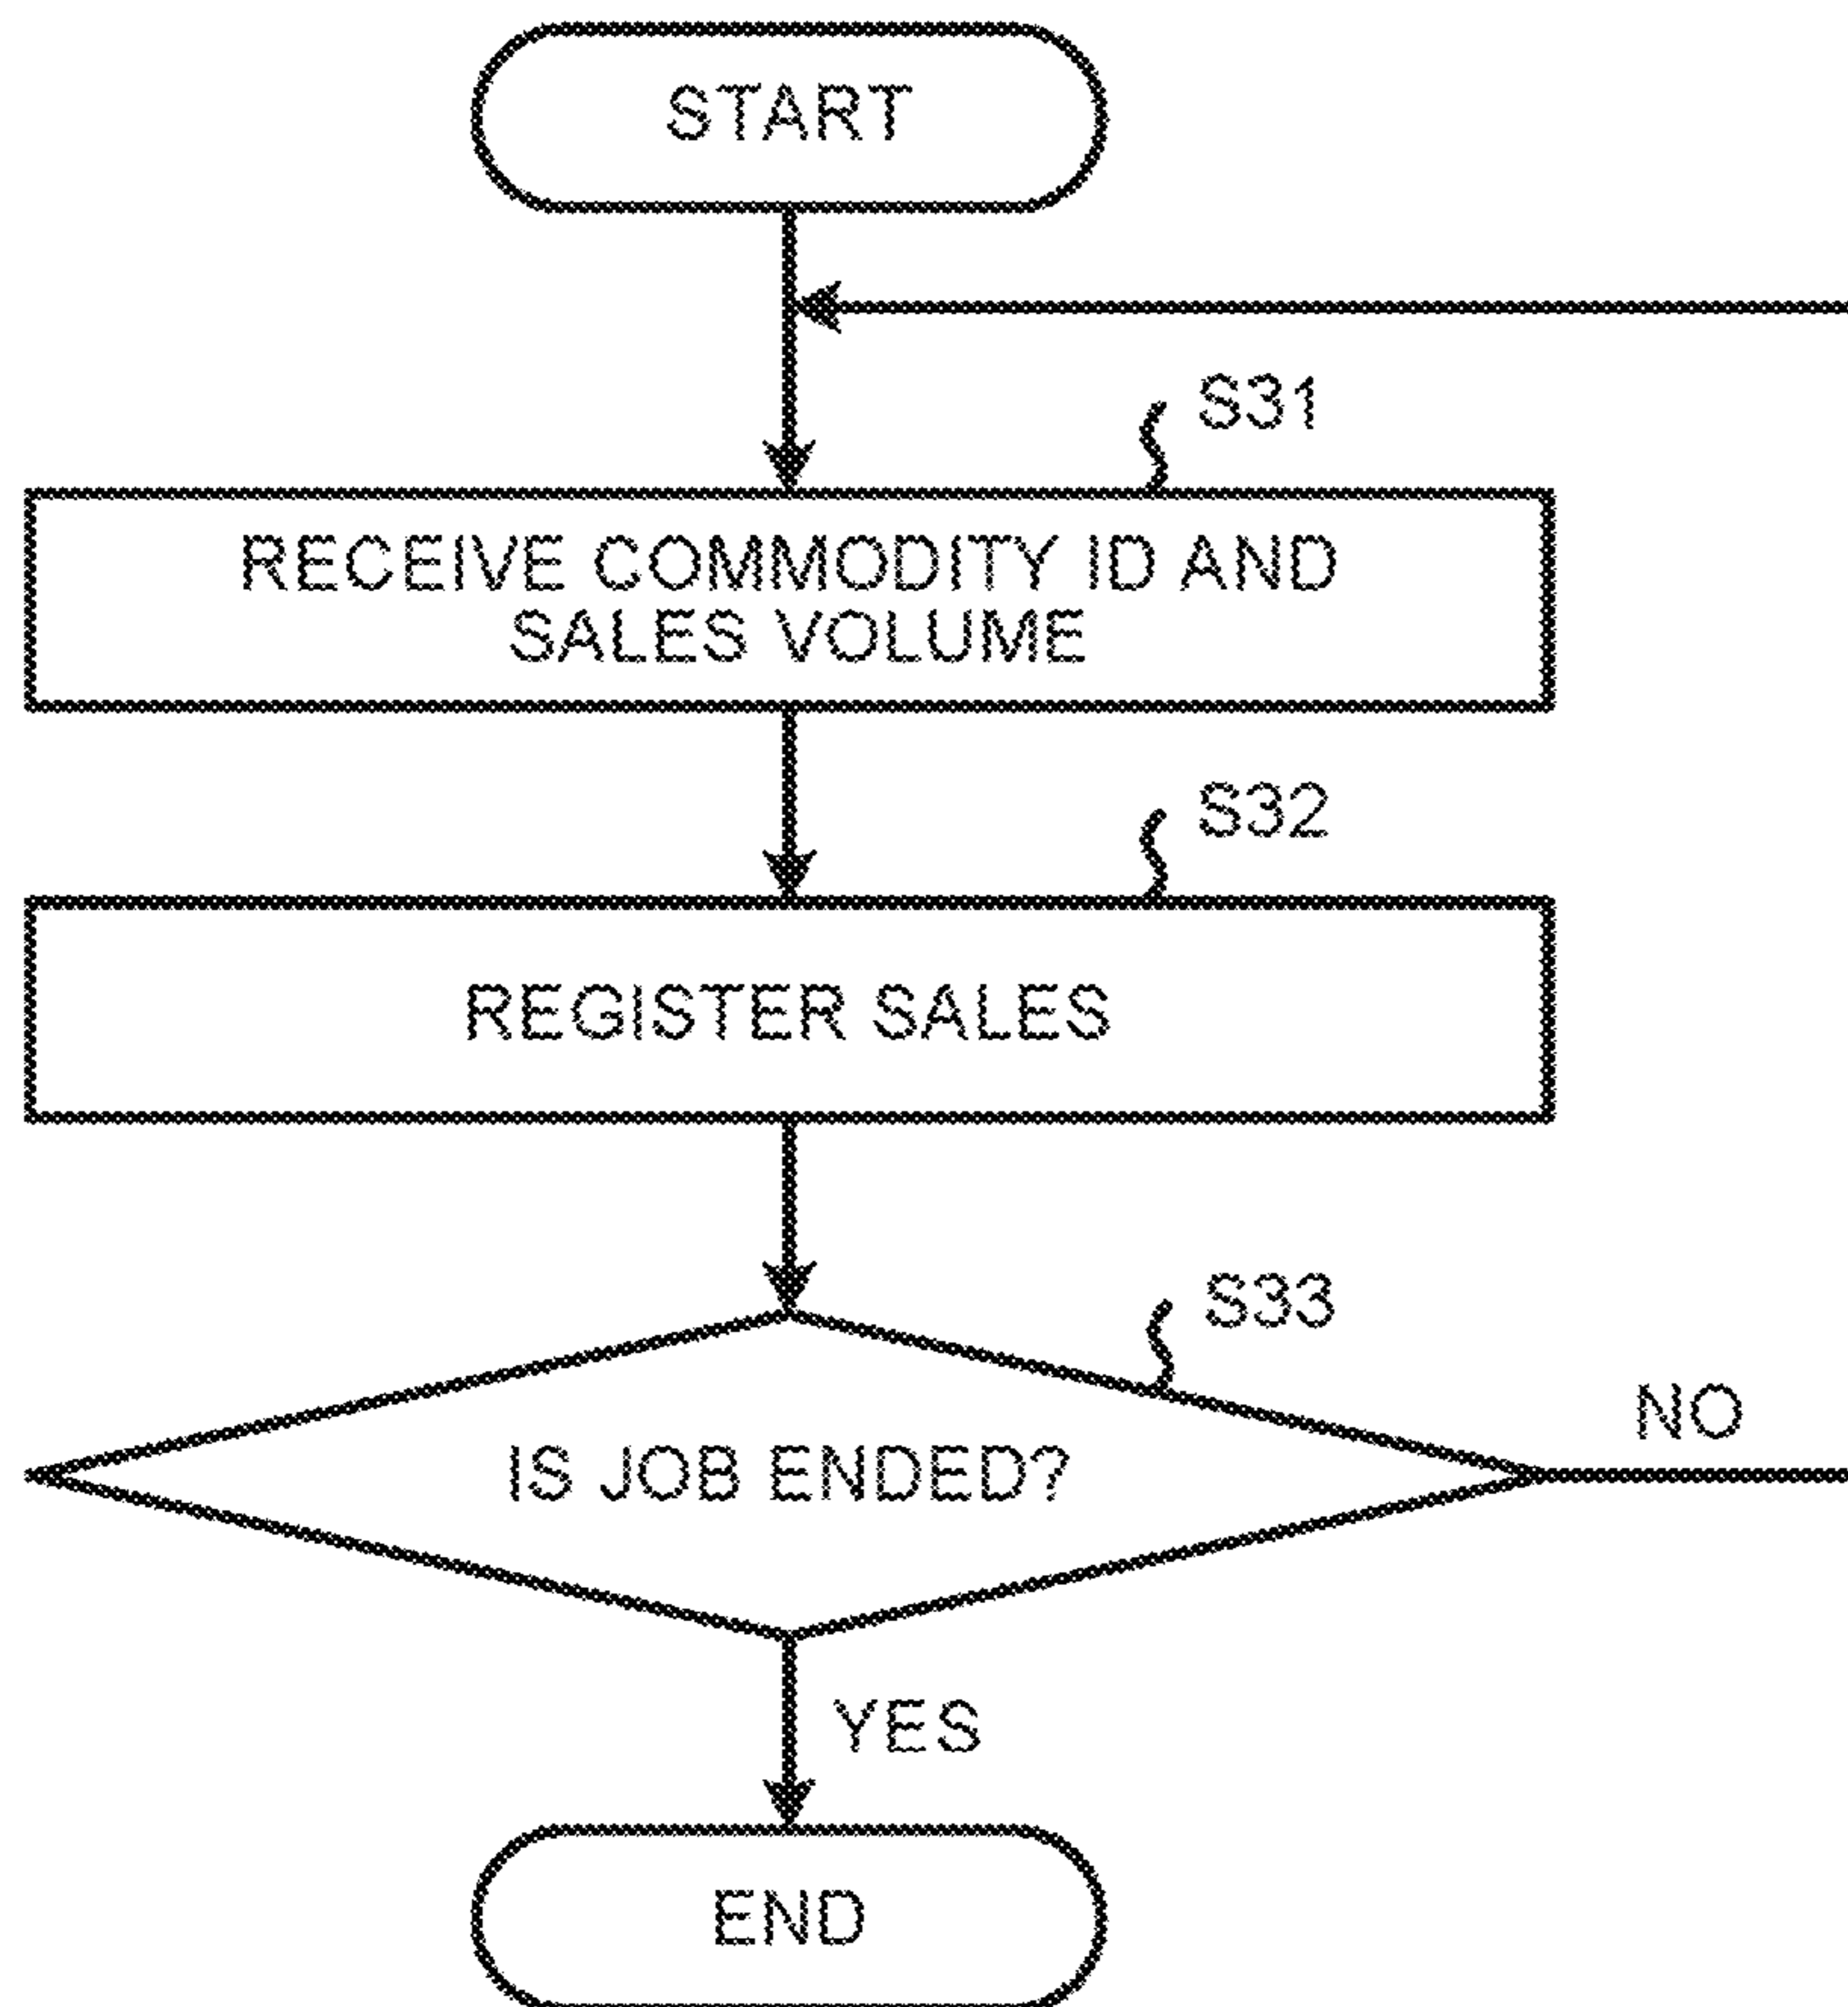 START
S31
RECEIVE COMMODITY ID AND
SALES VOLUME
S32
REGISTER SALES
S33
NO
IS JOB ENDED?
YES
END